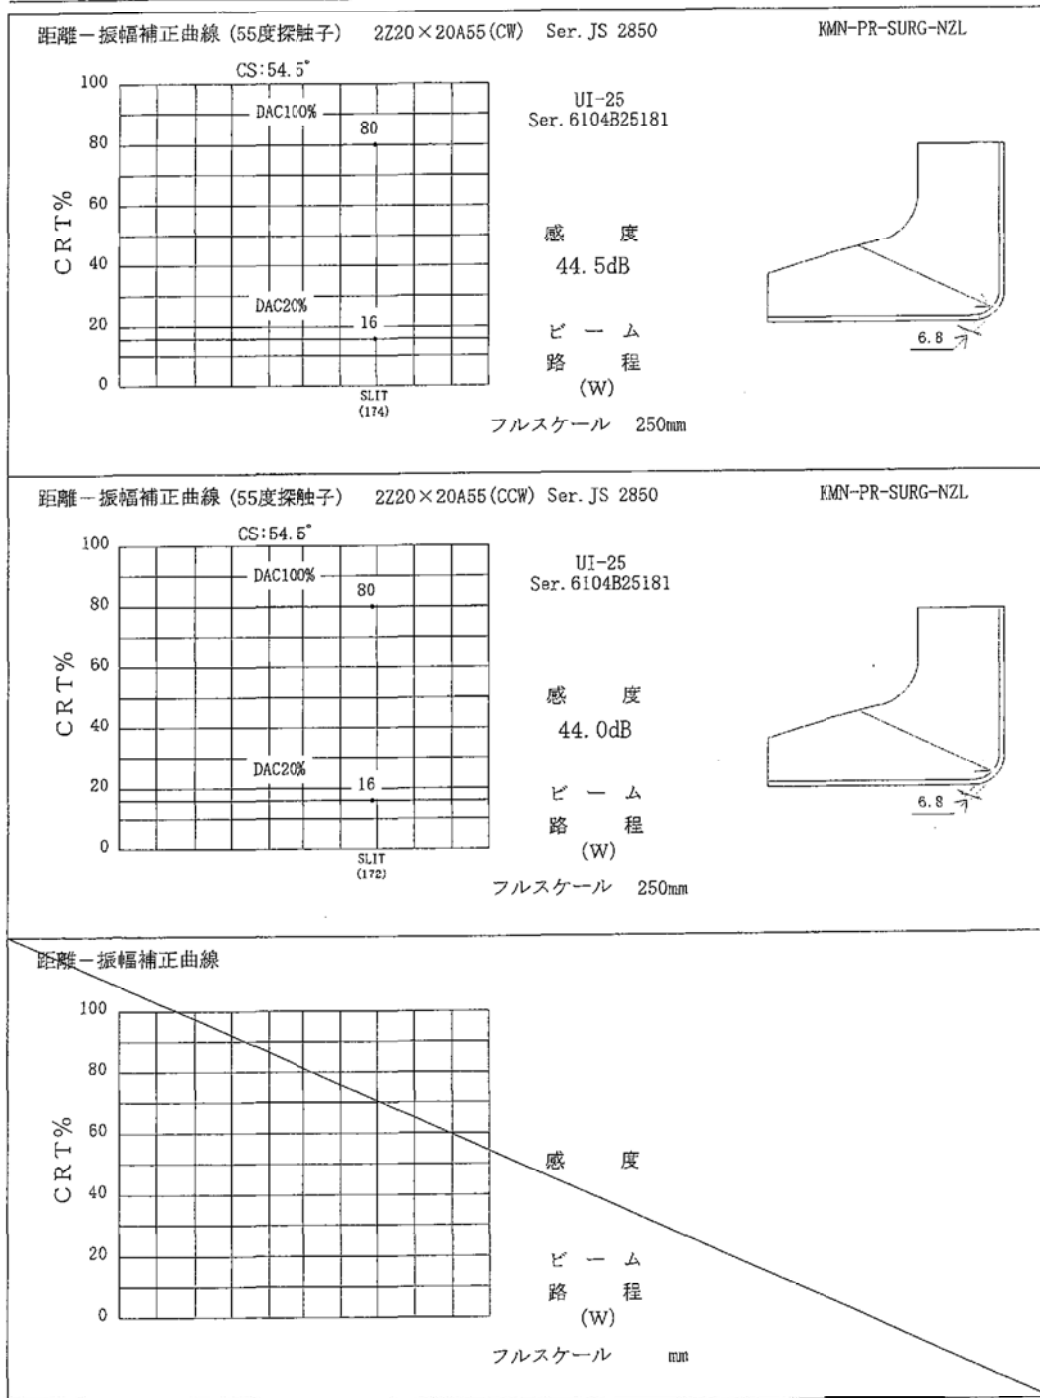 距離－振幅補正曲線 (55度探触子) 2Z20×20A55(CW) Ser. JS 2850 KMN-PR-SURG-NZL
CS:54.5°
CRT%
100
80
60
40
20
0
DAC100%
80
DAC20%
16
SLIT
(174)
UI-25
Ser. 6104B25181
感 度
44.5dB
ビ ー ム
路 程
(W)
フルスケール 250mm
6.8
距離－振幅補正曲線 (55度探触子) 2Z20×20A55(CCW) Ser. JS 2850 KMN-PR-SURG-NZL
CS:54.5°
CRT%
100
80
60
40
20
0
DAC100%
80
DAC20%
16
SLIT
(172)
UI-25
Ser. 6104B25181
感 度
44.0dB
ビ ー ム
路 程
(W)
フルスケール 250mm
6.8
距離－振幅補正曲線
CRT%
100
80
60
40
20
0
感 度
ビ ー ム
路 程
(W)
フルスケール mm